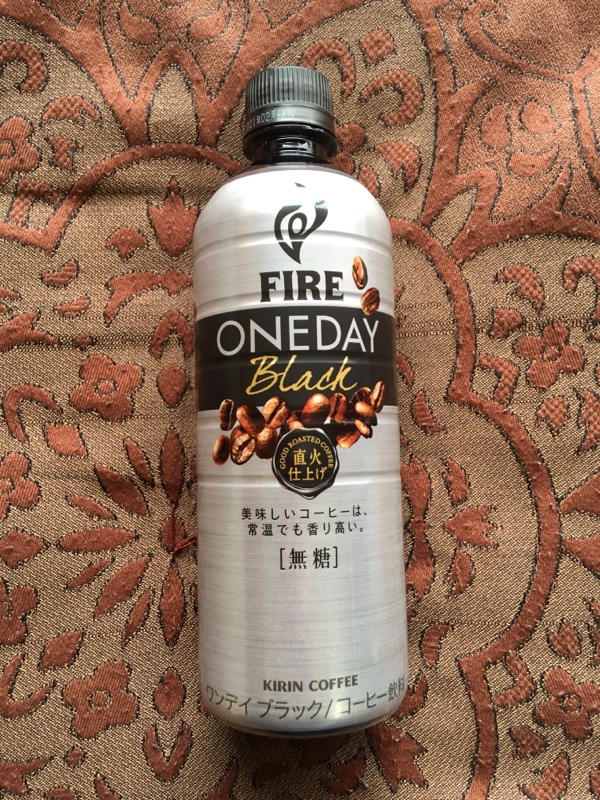 FIRE
ONEDAY
Black
GOOD ROASTED COFFEE
直火
仕上げ
美味しいコーヒーは、
常温でも香り高い。
[無糖]
KIRIN COFFEE
ワンデイ ブラック/コーヒー飲料